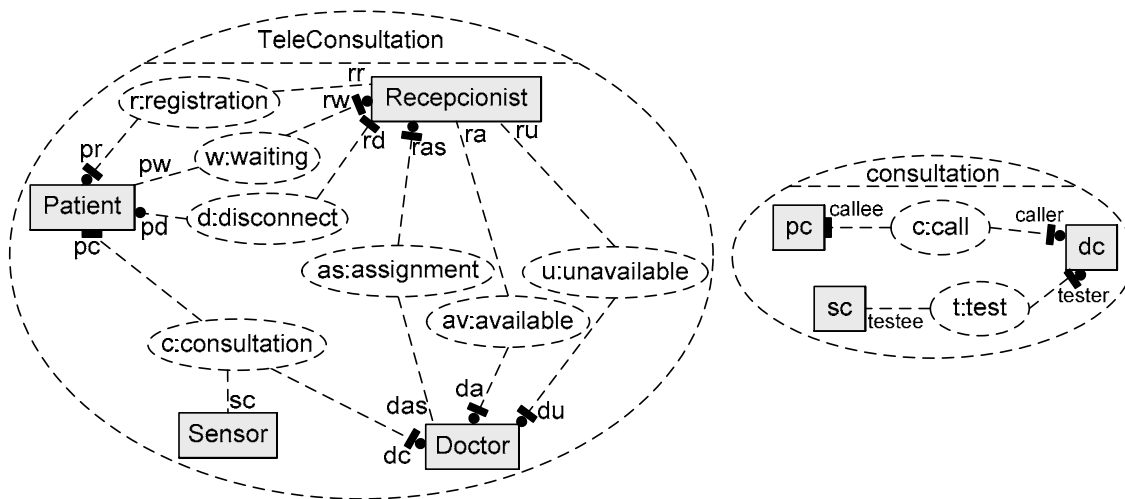 TeleConsultation
rr
r:registration
Recepcionist
rw
rd
ras
ra
ru
pr
pw
w:waiting
Patient
d:disconnect
pc
pd
as:assignment
u:unavailable
av:available
c:consultation
sc
das
da
du
Sensor
dc
Doctor
consultation
pc
callee
c:call
caller
dc
sc
testee
t:test
tester